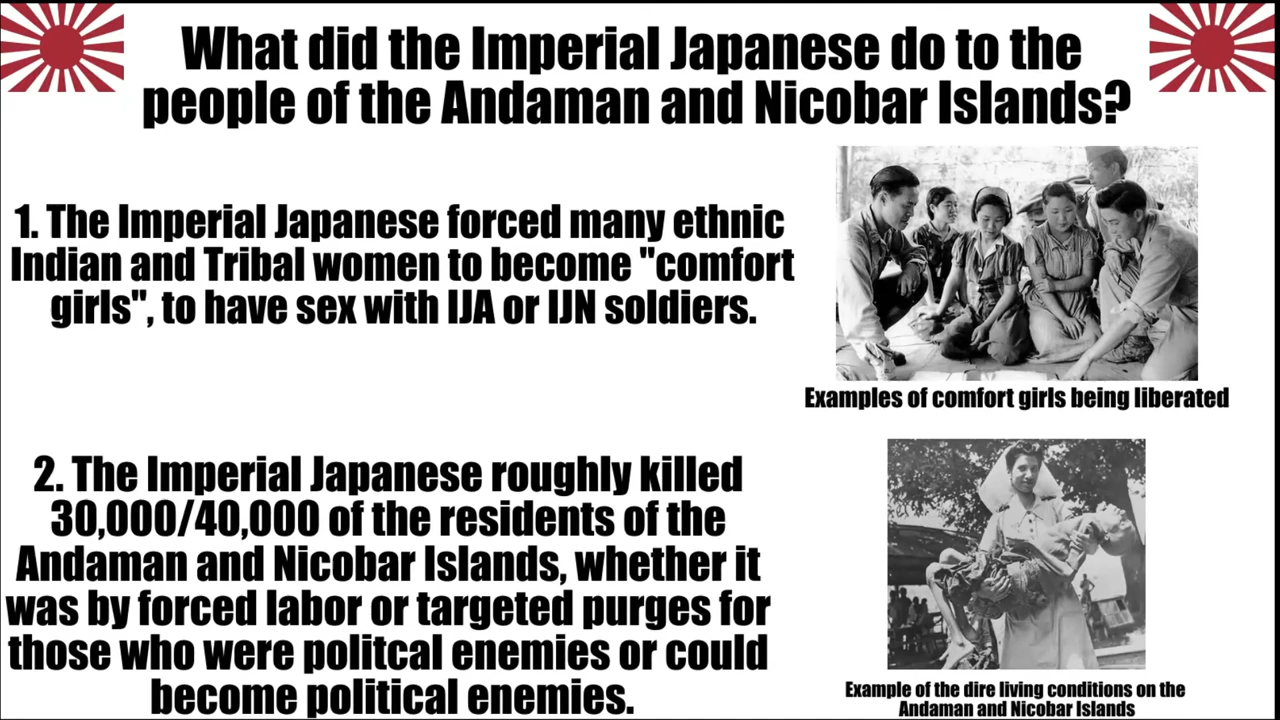 What did the Imperial Japanese do to the
people of the Andaman and Nicobar Islands?
1. The Imperial Japanese forced many ethnic
Indian and Tribal women to become "comfort
girls", to have sex with IJA or IJN soldiers.
Examples of comfort girls being liberated
2. The Imperial Japanese roughly killed
30,000/40,000 of the residents of the
Andaman and Nicobar Islands, whether it
was by forced labor or targeted purges for
those who were politcal enemies or could
become political enemies.
Example of the dire living conditions on the
Andaman and Nicobar Islands